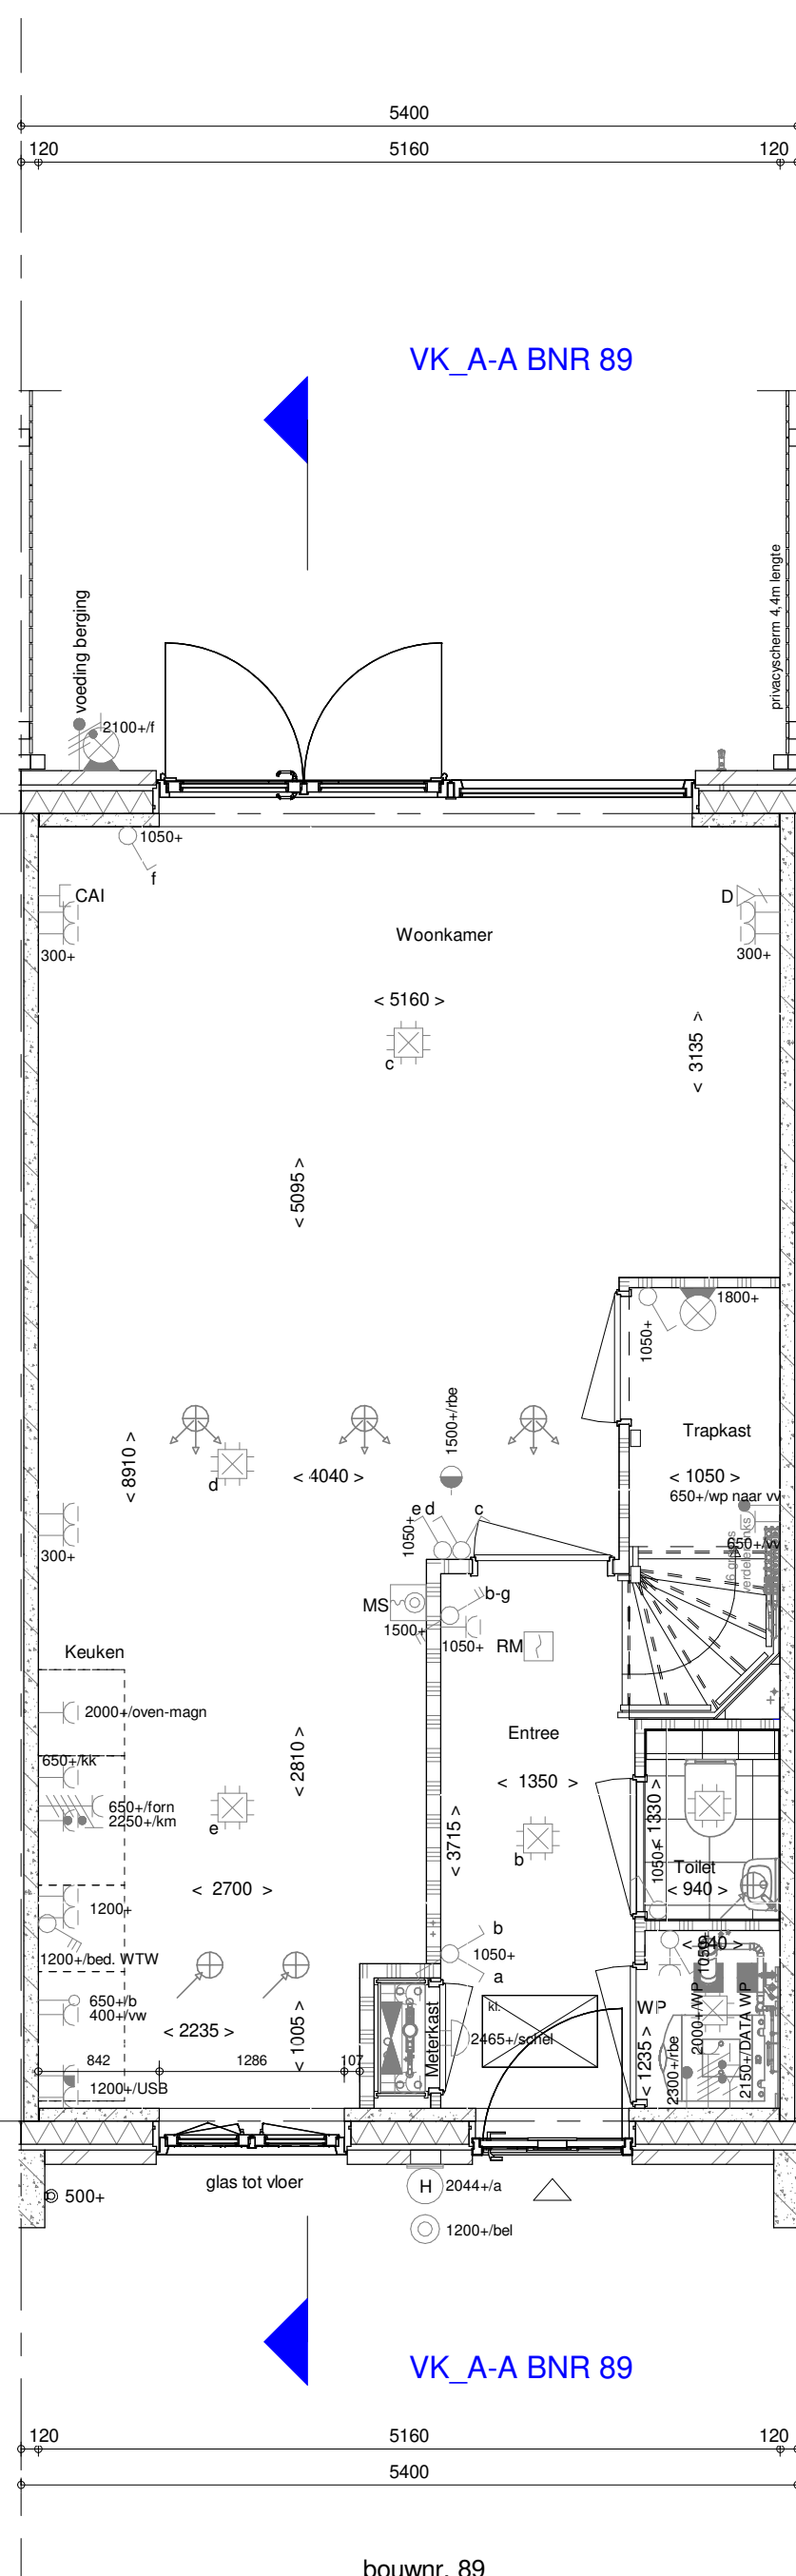 5400
120 5160 120
VK_A-A BNR 89
privacyscherm 4,4m lengte
voeding berging
2100+/f
1050+
f
CAI
D
300+
300+
Woonkamer
< 5160 >
c
< 3135 >
< 5095 >
1800+
1050+
Trapkast
< 1050 >
650+/wp naar vv
650+/vv
1500+/rbe
< 8910 >
d
< 4040 >
e d
c
1050+
300+
MS
1500+
b-g
1050+
RM
Keuken
2000+/oven-magn
650+/kk
650+/forn
2250+/km
e
< 2810 >
Entree
< 1350 >
b
< 3715 >
< 1330 >
1050+
Toilet
< 940 >
< 2700 >
1200+
1200+/bed. WTW
b
1050+
a
< 940 >
1050+
650+/b
400+/vw
< 2235 >
< 1005 >
Meterkast
kl.
2465+/schel
WP
< 1235 >
2300+/rbe
2000+/WP
2150+/DATA WP
842 1286 107
1200+/USB
glas tot vloer
500+
H 2044+/a
1200+/bel
VK_A-A BNR 89
120 5160 120
5400
bouwnr. 89